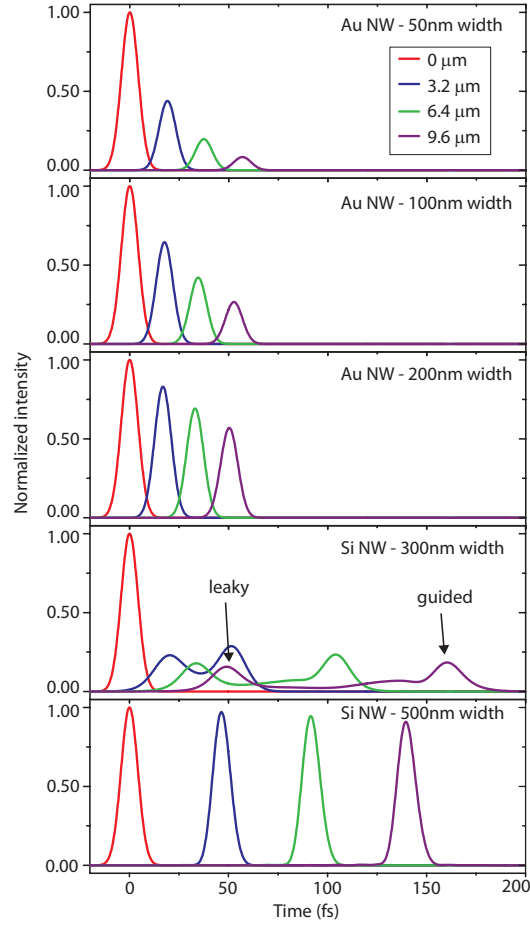 Au NW - 50nm width
1.00
0.50
0.00
0 μm
3.2 μm
6.4 μm
9.6 μm
Au NW - 100nm width
1.00
0.50
0.00
Au NW - 200nm width
1.00
0.50
0.00
Si NW - 300nm width
1.00
0.50
0.00
leaky
guided
Si NW - 500nm width
1.00
0.50
0.00
0 50 100 150 200
Time (fs)
Normalized intensity